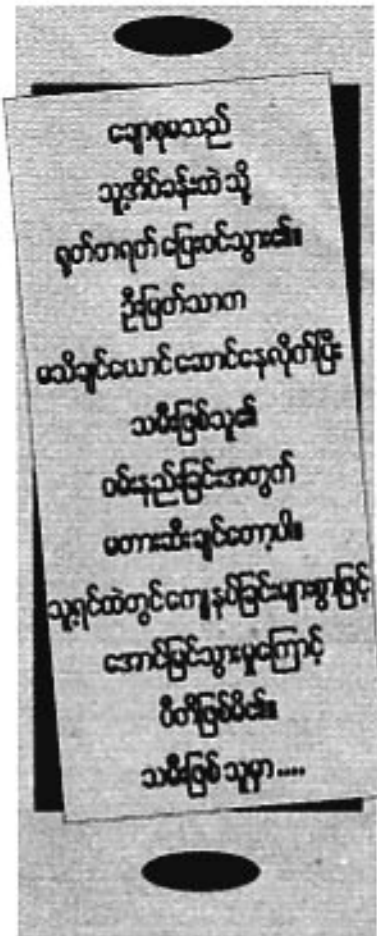 ချောစုမသည်
သူ့အိပ်ခန်းထဲသို့
ရုတ်တရက် ပြေးဝင်သွား၏။
ဦးမြတ်သာက
မသိချင်ယောင် ဆောင်နေလိုက်ပြီး
သမီးဖြစ်သူ၏
ဝမ်းနည်းခြင်းအတွက်
မတားဆီးချင်တော့ပါ။
သူ့ရင်ထဲတွင်ကျေနပ်ခြင်းများစွာဖြင့်
အောင်မြင်သွားမှုကြောင့်
ပီတိဖြစ်မိ၏။
သမီးဖြစ် သူမှာ ....